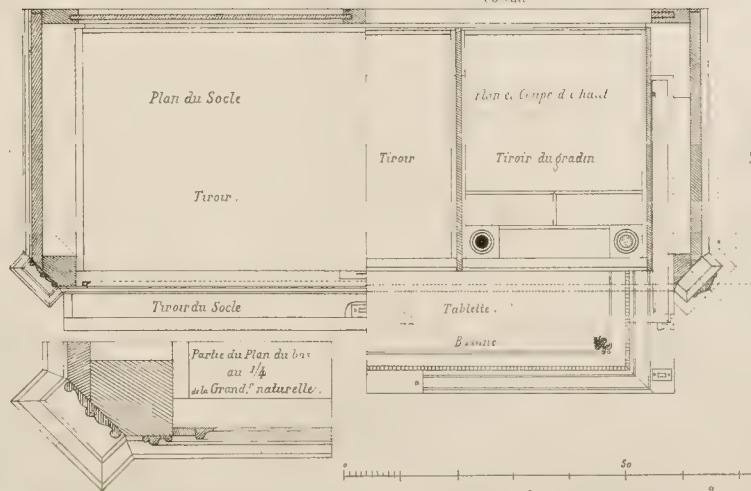 Plan du Socle
Tiroir.
Tiroir du Socle
Tiroir
Tiroir du gradin
Tablette.
Partie du Plan du bas
au 1/4
de la Grand.r naturelle.
0
50